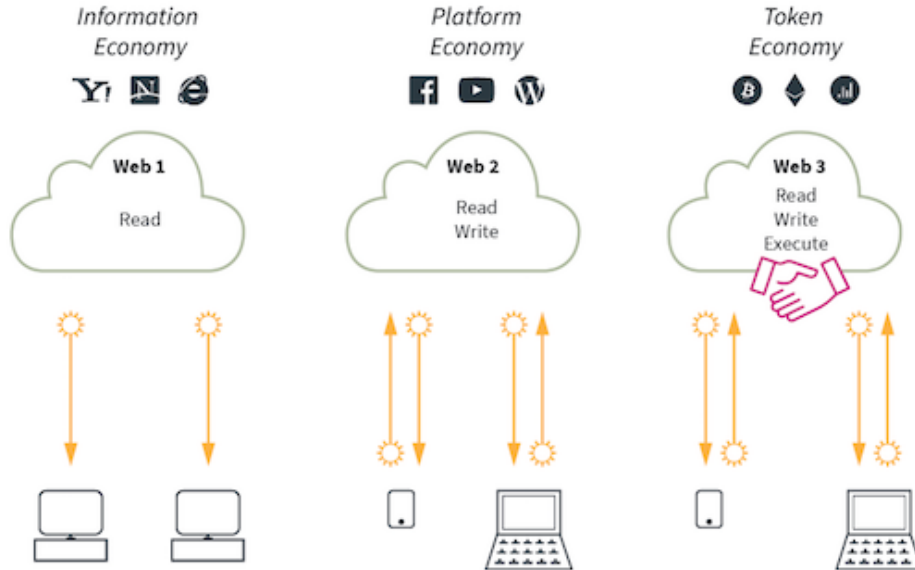 Information
Economy
Y!
N
e
Web 1
Read
Platform
Economy
f
W
Web 2
Read
Write
Token
Economy
B
Web 3
Read
Write
Execute